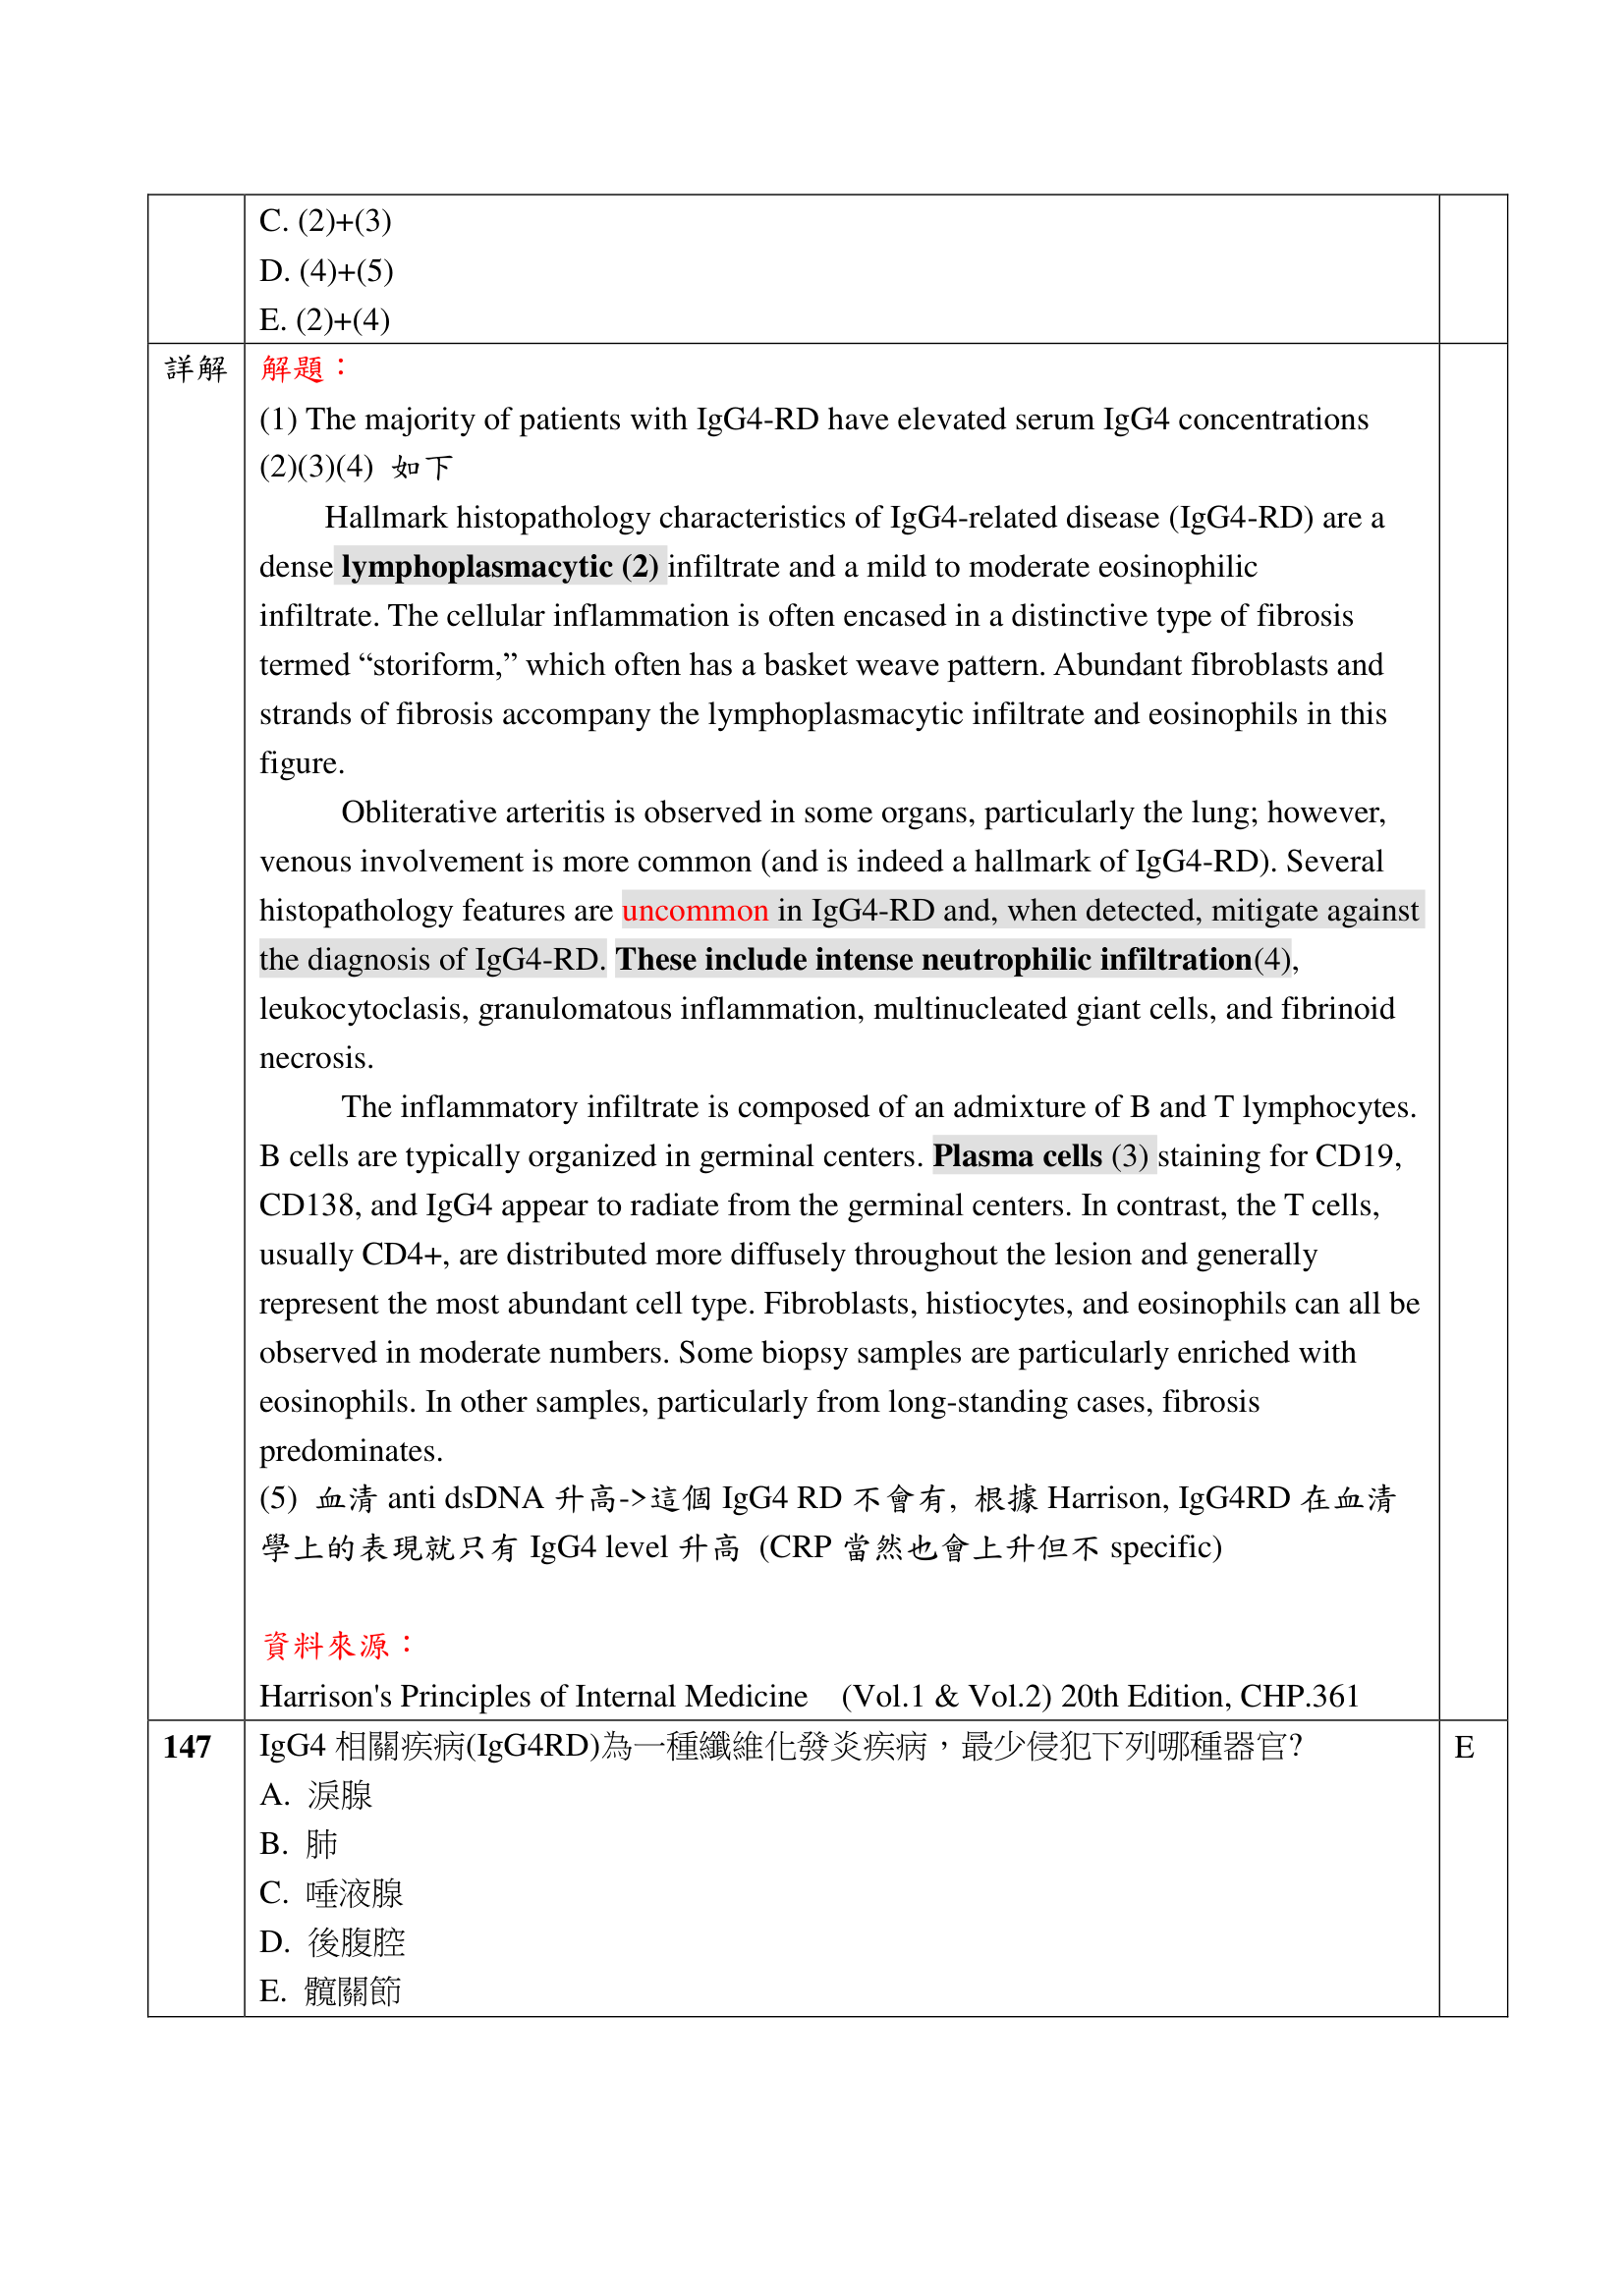 C. (2)+(3)
D. (4)+(5)
E. (2)+(4)
詳解
解題：
(1) The majority of patients with IgG4-RD have elevated serum IgG4 concentrations
(2)(3)(4) 如下
Hallmark histopathology characteristics of IgG4-related disease (IgG4-RD) are a
dense lymphoplasmacytic (2) infiltrate and a mild to moderate eosinophilic
infiltrate. The cellular inflammation is often encased in a distinctive type of fibrosis
termed “storiform,” which often has a basket weave pattern. Abundant fibroblasts and
strands of fibrosis accompany the lymphoplasmacytic infiltrate and eosinophils in this
figure.
Obliterative arteritis is observed in some organs, particularly the lung; however,
venous involvement is more common (and is indeed a hallmark of IgG4-RD). Several
histopathology features are uncommon in IgG4-RD and, when detected, mitigate against
the diagnosis of IgG4-RD. These include intense neutrophilic infiltration(4),
leukocytoclasis, granulomatous inflammation, multinucleated giant cells, and fibrinoid
necrosis.
The inflammatory infiltrate is composed of an admixture of B and T lymphocytes.
B cells are typically organized in germinal centers. Plasma cells (3) staining for CD19,
CD138, and IgG4 appear to radiate from the germinal centers. In contrast, the T cells,
usually CD4+, are distributed more diffusely throughout the lesion and generally
represent the most abundant cell type. Fibroblasts, histiocytes, and eosinophils can all be
observed in moderate numbers. Some biopsy samples are particularly enriched with
eosinophils. In other samples, particularly from long-standing cases, fibrosis
predominates.
(5) 血清 anti dsDNA 升高->這個 IgG4 RD 不會有, 根據 Harrison, IgG4RD 在血清
學上的表現就只有 IgG4 level 升高 (CRP 當然也會上升但不 specific)
資料來源：
Harrison's Principles of Internal Medicine (Vol.1 & Vol.2) 20th Edition, CHP.361
147 IgG4 相關疾病(IgG4RD)為一種纖維化發炎疾病，最少侵犯下列哪種器官? E
A. 淚腺
B. 肺
C. 唾液腺
D. 後腹腔
E. 髖關節